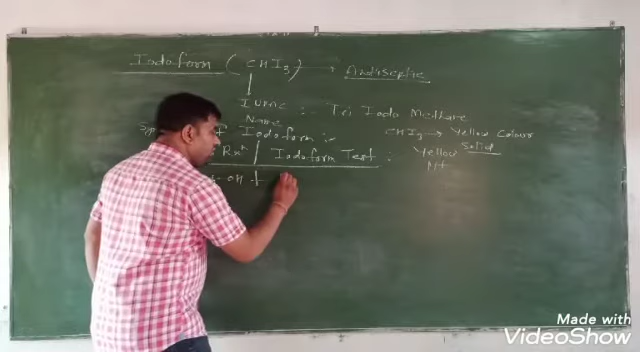 Iodoform ( CHI3 ) → Antiseptic
IUPAC :- Tri Iodo Methane
Name
of Iodoform :- CHI3 → Yellow Colour
Solid
Rxn / Iodoform Test : Yellow
ppt
- OH +
Made with
VideoShow